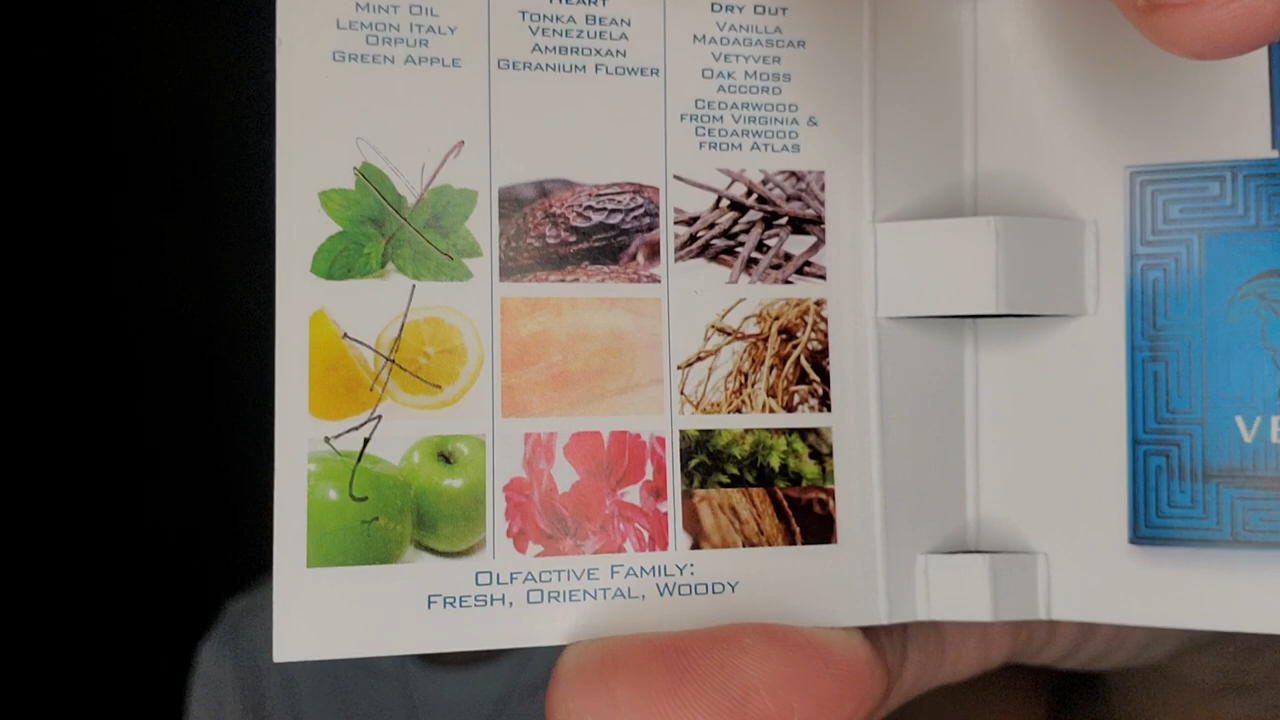 MINT OIL
LEMON ITALY
ORPUR
GREEN APPLE
HEART
TONKA BEAN
VENEZUELA
AMBROXAN
GERANIUM FLOWER
DRY OUT
VANILLA
MADAGASCAR
VETYVER
OAK MOSS
ACCORD
CEDARWOOD
FROM VIRGINIA &
CEDARWOOD
FROM ATLAS
OLFACTIVE FAMILY:
FRESH, ORIENTAL, WOODY
VE